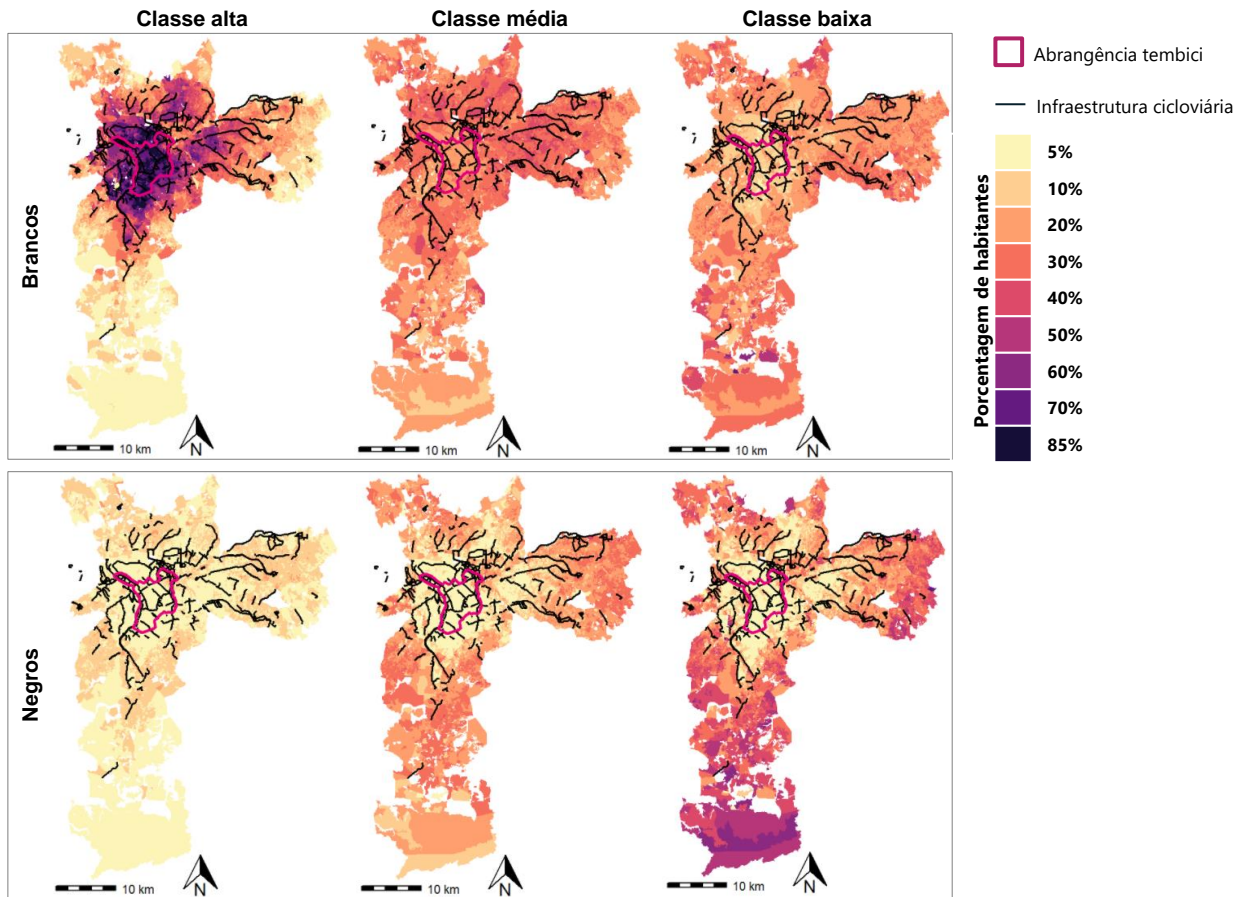 Classe alta
Classe média
Classe baixa
Abrangência tembici
Infraestrutura cicloviária
Porcentagem de habitantes
5%
10%
20%
30%
40%
50%
60%
70%
85%
Brancos
10 km
N
10 km
N
10 km
N
Negros
10 km
N
10 km
N
10 km
N